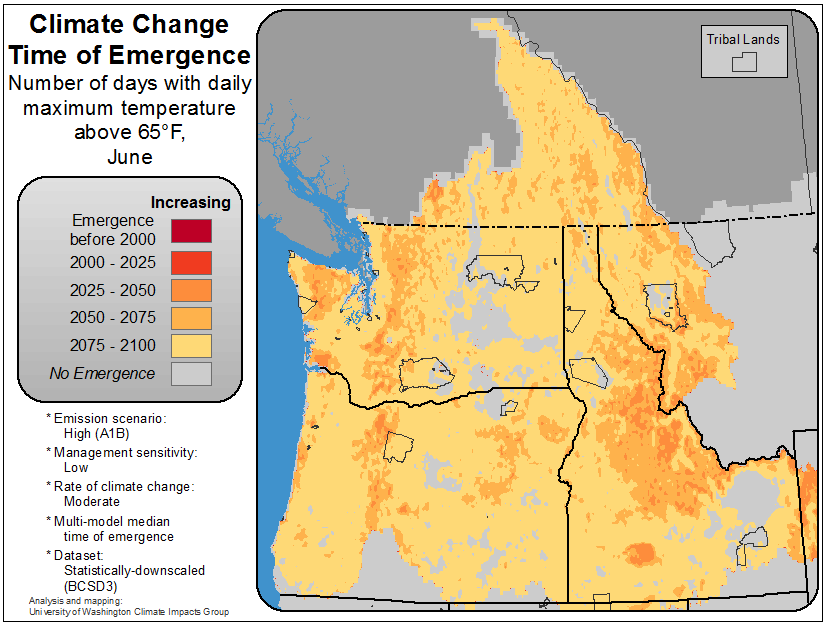 Climate Change
Time of Emergence
Number of days with daily
maximum temperature
above 65°F,
June
Increasing
Emergence
before 2000
2000 - 2025
2025 - 2050
2050 - 2075
2075 - 2100
No Emergence
* Emission scenario:
High (A1B)
* Management sensitivity:
Low
* Rate of climate change:
Moderate
* Multi-model median
time of emergence
* Dataset:
Statistically-downscaled
(BCSD3)
Analysis and mapping:
University of Washington Climate Impacts Group
Tribal Lands